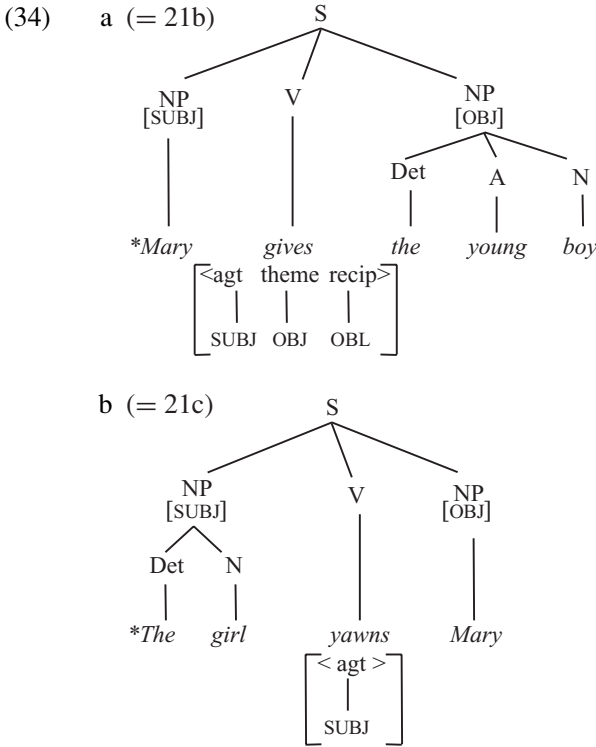 (34) a (= 21b)
S
NP V NP
[SUBJ] [OBJ]
Det A N
*Mary gives the young boy
<agt theme recip>
SUBJ OBJ OBL
b (= 21c)
S
NP V NP
[SUBJ] [OBJ]
Det N
*The girl yawns Mary
< agt >
SUBJ